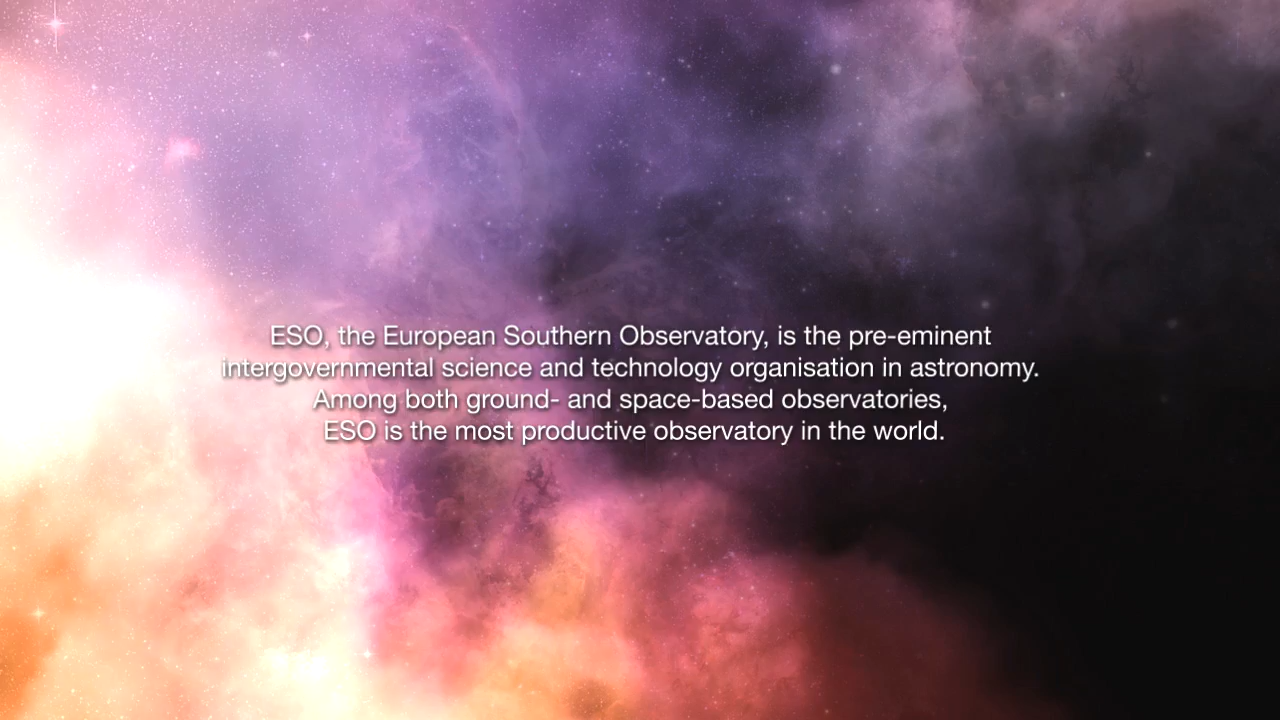 ESO, the European Southern Observatory, is the pre-eminent
intergovernmental science and technology organisation in astronomy.
Among both ground- and space-based observatories,
ESO is the most productive observatory in the world.